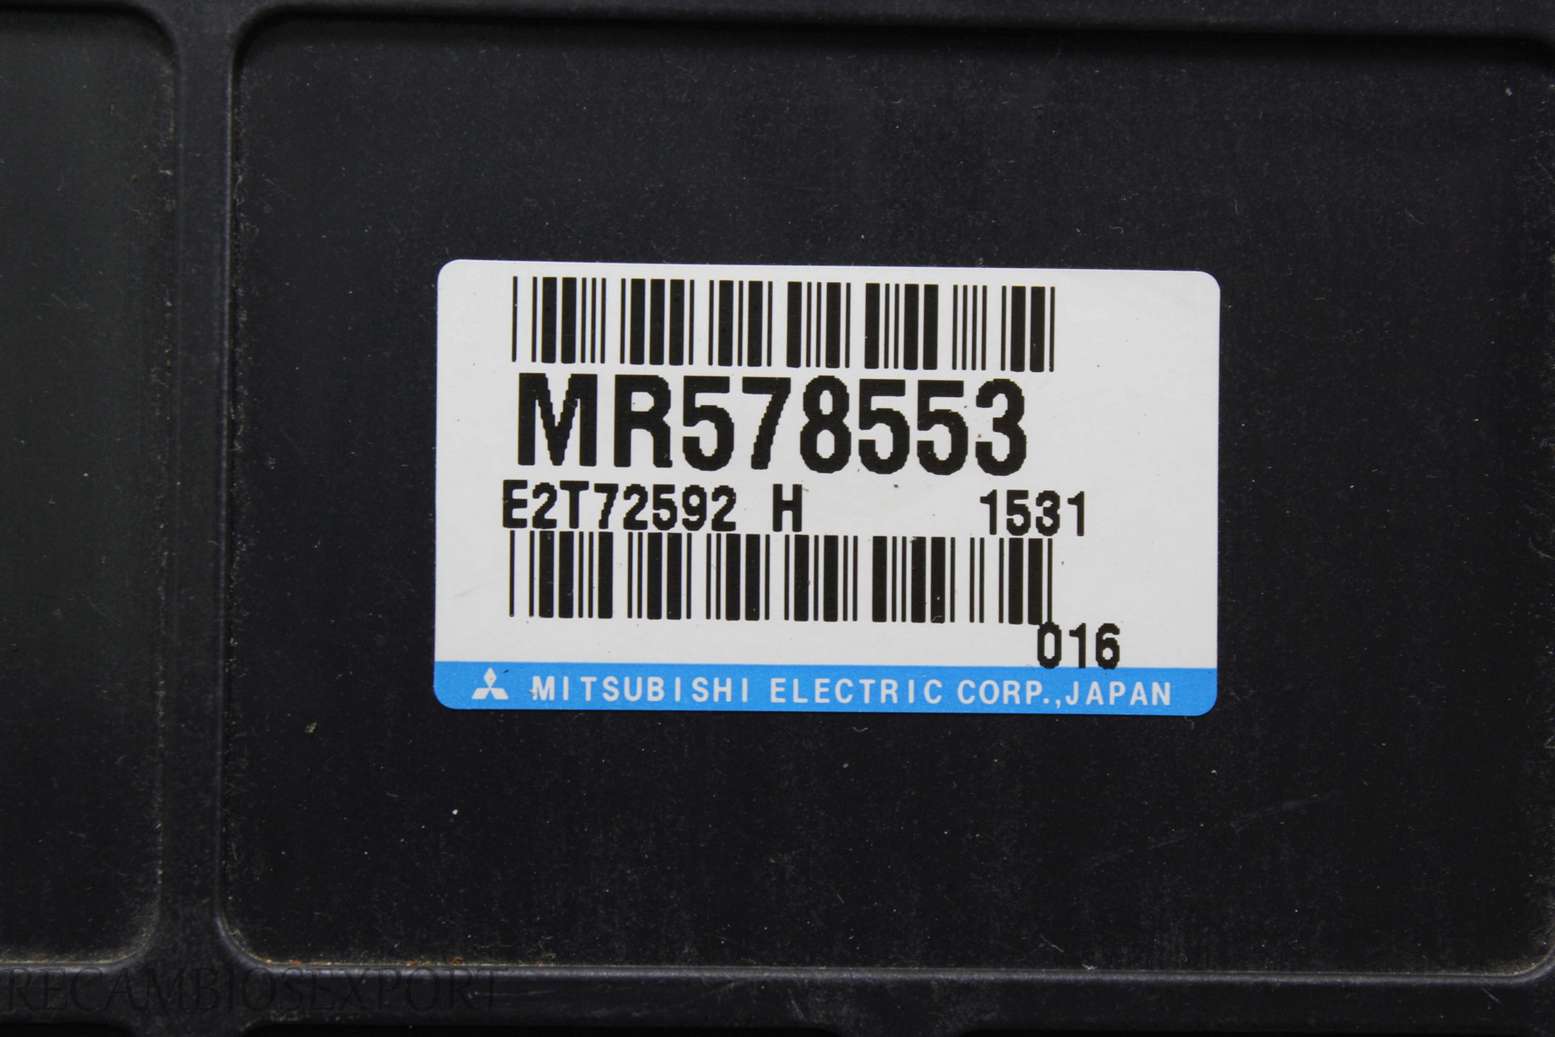 MR578553
E2T72592 H 1531
016
MITSUBISHI ELECTRIC CORP.,JAPAN
RECAMBIOSEXPORT